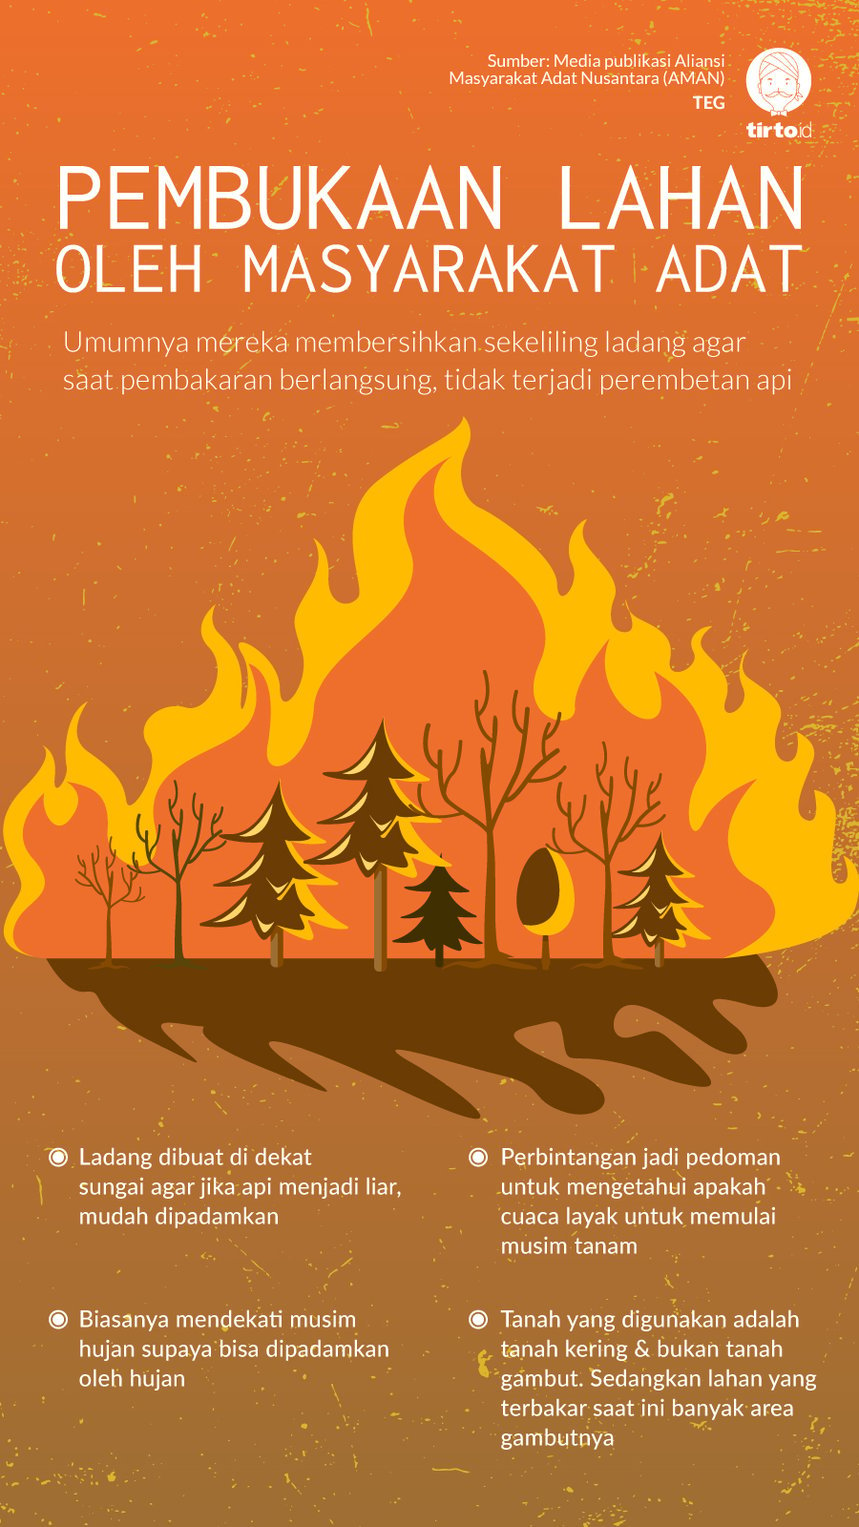 Sumber: Media publikasi Aliansi
Masyarakat Adat Nusantara (AMAN)
TEG
tirto.id
PEMBUKAAN LAHAN
OLEH MASYARAKAT ADAT
Umumnya mereka membersihkan sekeliling ladang agar
saat pembakaran berlangsung, tidak terjadi perembetan api
Ladang dibuat di dekat
sungai agar jika api menjadi liar,
mudah dipadamkan
Biasanya mendekati musim
hujan supaya bisa dipadamkan
oleh hujan
Perbintangan jadi pedoman
untuk mengetahui apakah
cuaca layak untuk memulai
musim tanam
Tanah yang digunakan adalah
tanah kering & bukan tanah
gambut. Sedangkan lahan yang
terbakar saat ini banyak area
gambutnya